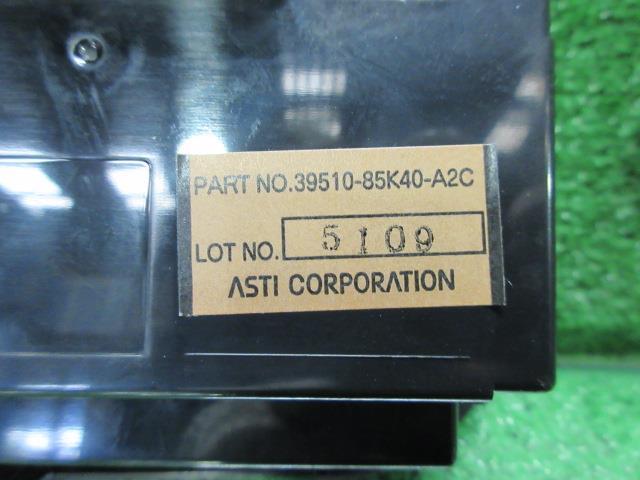 PART NO.39510-85K40-A2C
LOT NO. 5109
ASTI CORPORATION